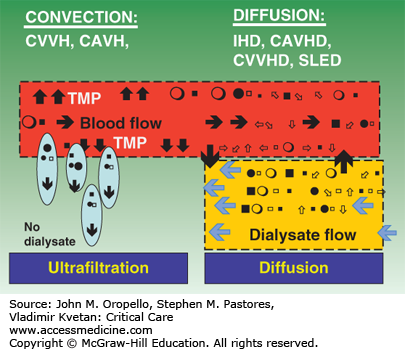 CONVECTION:
CVVH, CAVH,
DIFFUSION:
IHD, CAVHD,
CVVHD, SLED
TMP
Blood flow
TMP
No
dialysate
Dialysate flow
Ultrafiltration
Diffusion
Source: John M. Oropello, Stephen M. Pastores,
Vladimir Kvetan: Critical Care
www.accessmedicine.com
Copyright © McGraw-Hill Education. All rights reserved.